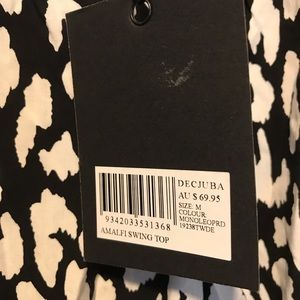 DECJUBA
AU $ 69.95
SIZE: M
COLOUR:
MONOLEOPRD
19238TWDE
9342033531368
AMALFI SWING TOP